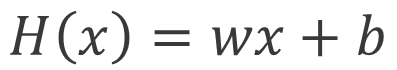 H(x) = wx + b